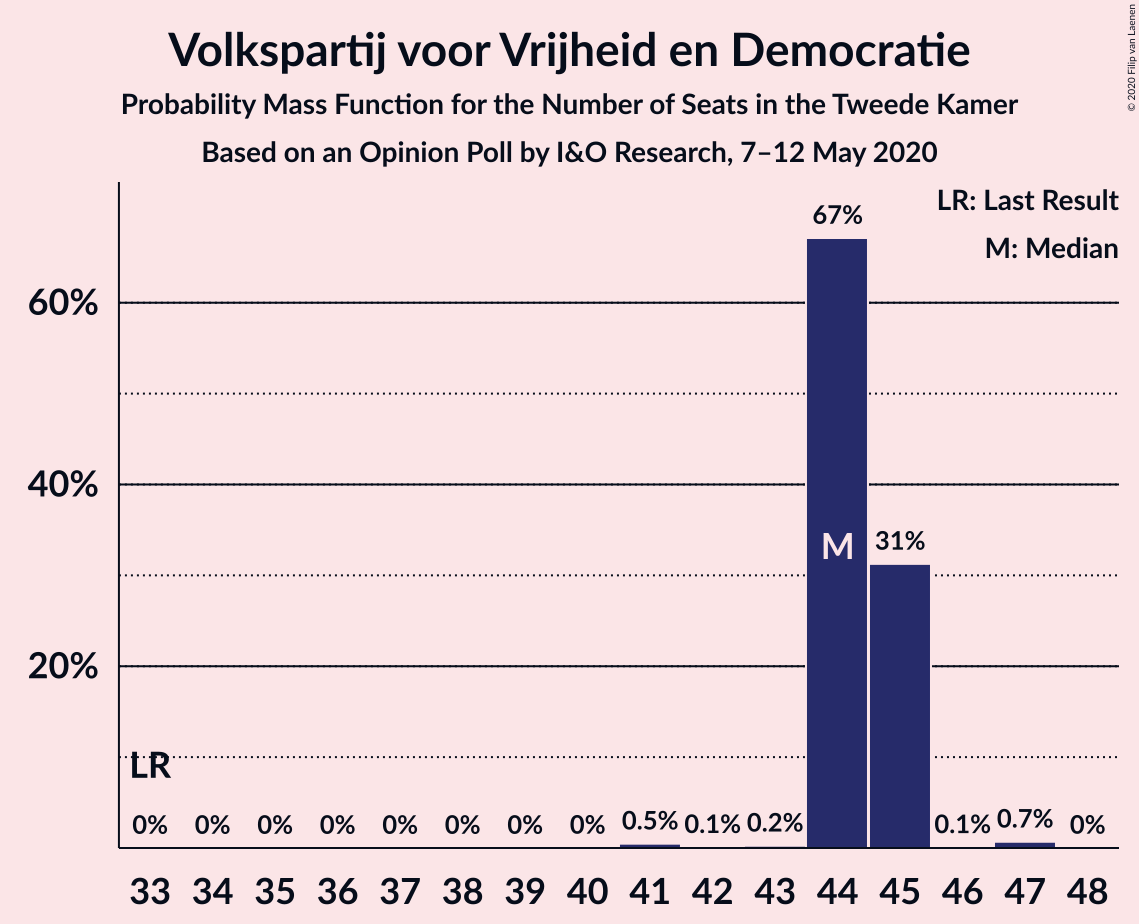 Volkspartij voor Vrijheid en Democratie
Probability Mass Function for the Number of Seats in the Tweede Kamer
Based on an Opinion Poll by I&O Research, 7–12 May 2020
© 2020 Filip van Laenen
LR: Last Result
M: Median
67%
60%
40%
M
31%
20%
LR
0% 0% 0% 0% 0% 0% 0% 0% 0.5% 0.1% 0.2% 0.1% 0.7% 0%
33 34 35 36 37 38 39 40 41 42 43 44 45 46 47 48